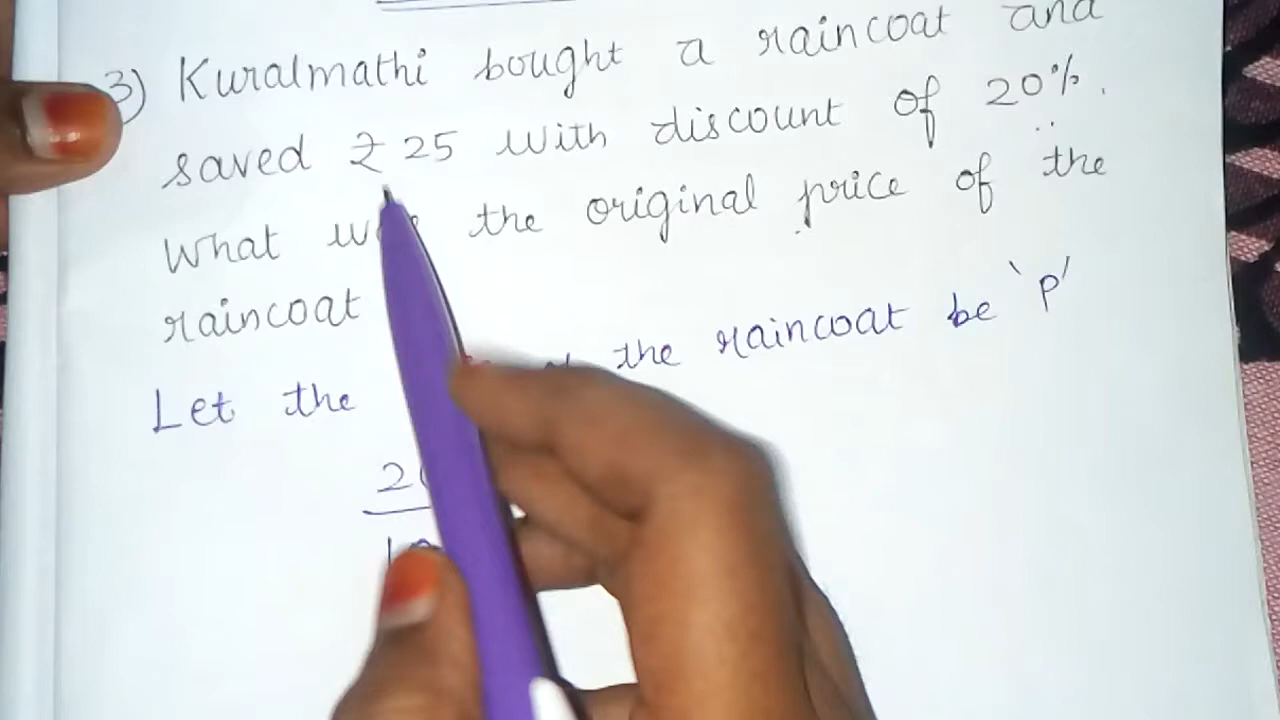 3) Kuralmathi bought a raincoat and
saved ₹ 25 with discount of 20%.
What the original price of the
raincoat
Let the the raincoat be 'P'